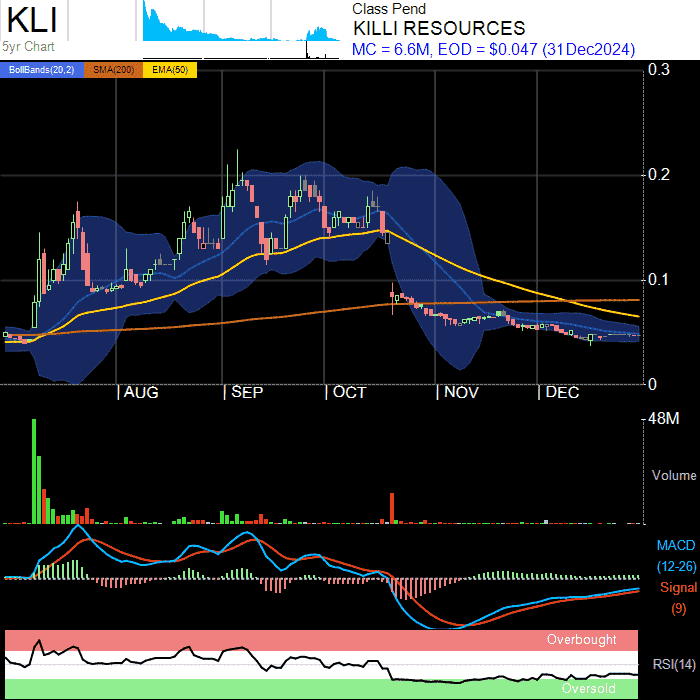 KLI
5yr Chart
Class Pend
KILLI RESOURCES
MC = 6.6M, EOD = $0.047 (31Dec2024)
BollBands(20,2) SMA(200) EMA(50)
0.3
0.2
0.1
0
AUG SEP OCT NOV DEC
48M
Volume
MACD
(12-26)
Signal
(9)
Overbought
RSI(14)
Oversold